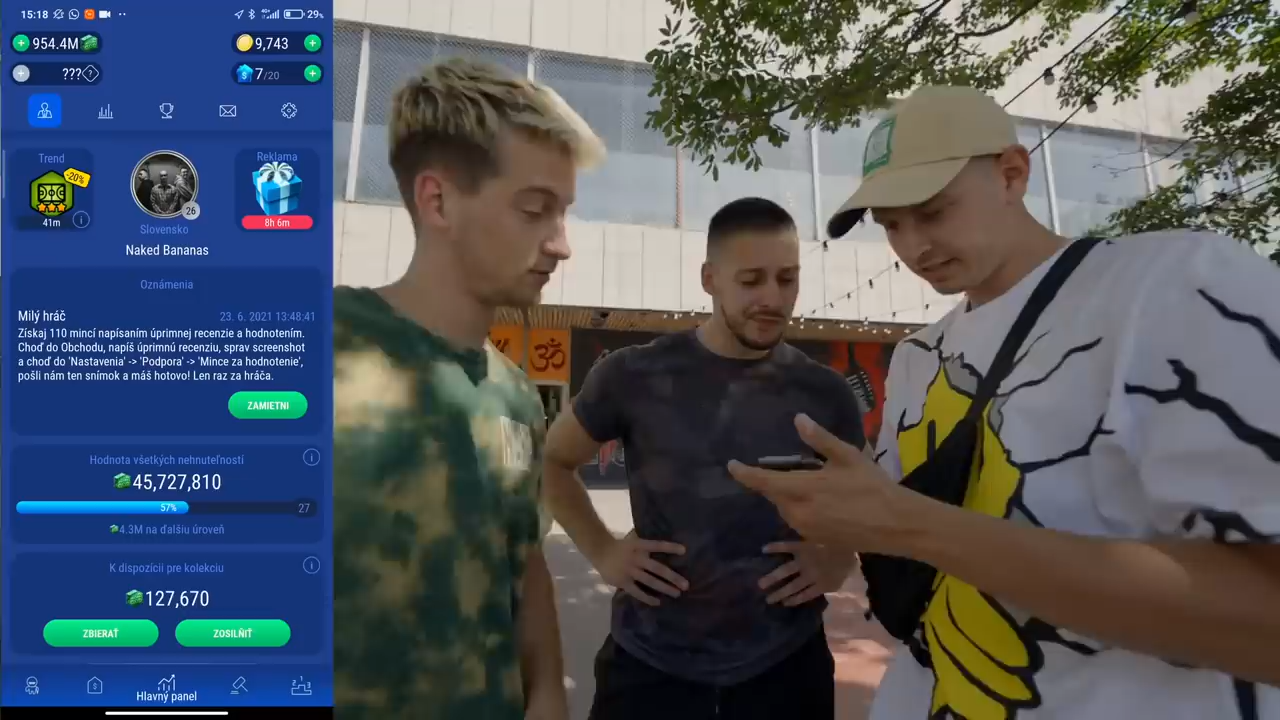 15:18
29%
954.4M
9,743
???
7/20
Trend
-20%
41m
26
Reklama
8h 6m
Slovensko
Naked Bananas
Oznámenia
Milý hráč
23. 6. 2021 13:48:41
Získaj 110 mincí napísaním úprimnej recenzie a hodnotením.
Choď do Obchodu, napíš úprimnú recenziu, sprav screenshot
a choď do 'Nastavenia' -> 'Podpora' -> 'Mince za hodnotenie',
pošli nám ten snímok a máš hotovo! Len raz za hráča.
ZAMIETNI
Hodnota všetkých nehnuteľností
45,727,810
57%
27
4.3M na ďalšiu úroveň
K dispozícii pre kolekciu
127,670
ZBIERAŤ
ZOSILNIŤ
Hlavný panel
ॐ